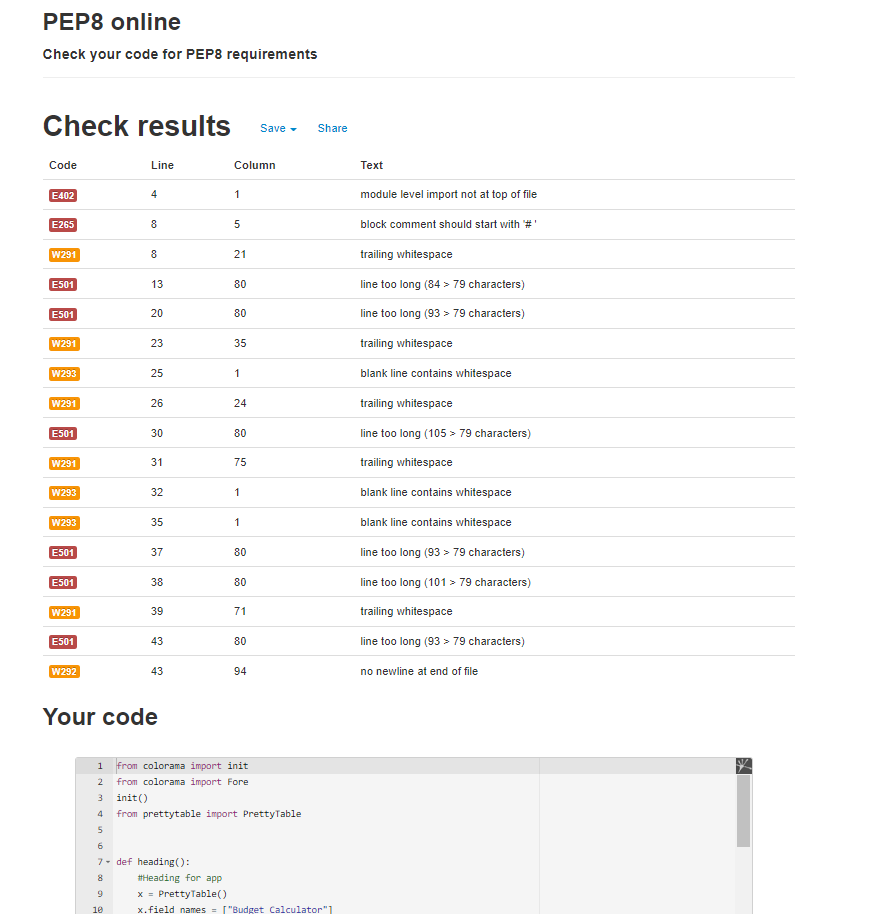 PEP8 online
Check your code for PEP8 requirements
Check results Save Share
Code Line Column Text
E402 4 1 module level import not at top of file
E265 8 5 block comment should start with '# '
W291 8 21 trailing whitespace
E501 13 80 line too long (84 > 79 characters)
E501 20 80 line too long (93 > 79 characters)
W291 23 35 trailing whitespace
W293 25 1 blank line contains whitespace
W291 26 24 trailing whitespace
E501 30 80 line too long (105 > 79 characters)
W291 31 75 trailing whitespace
W293 32 1 blank line contains whitespace
W293 35 1 blank line contains whitespace
E501 37 80 line too long (93 > 79 characters)
E501 38 80 line too long (101 > 79 characters)
W291 39 71 trailing whitespace
E501 43 80 line too long (93 > 79 characters)
W292 43 94 no newline at end of file
Your code
1 from colorama import init
2 from colorama import Fore
3 init()
4 from prettytable import PrettyTable
5
6
7 def heading():
8 #Heading for app
9 x = PrettyTable()
10 x.field_names = ["Budget Calculator"]